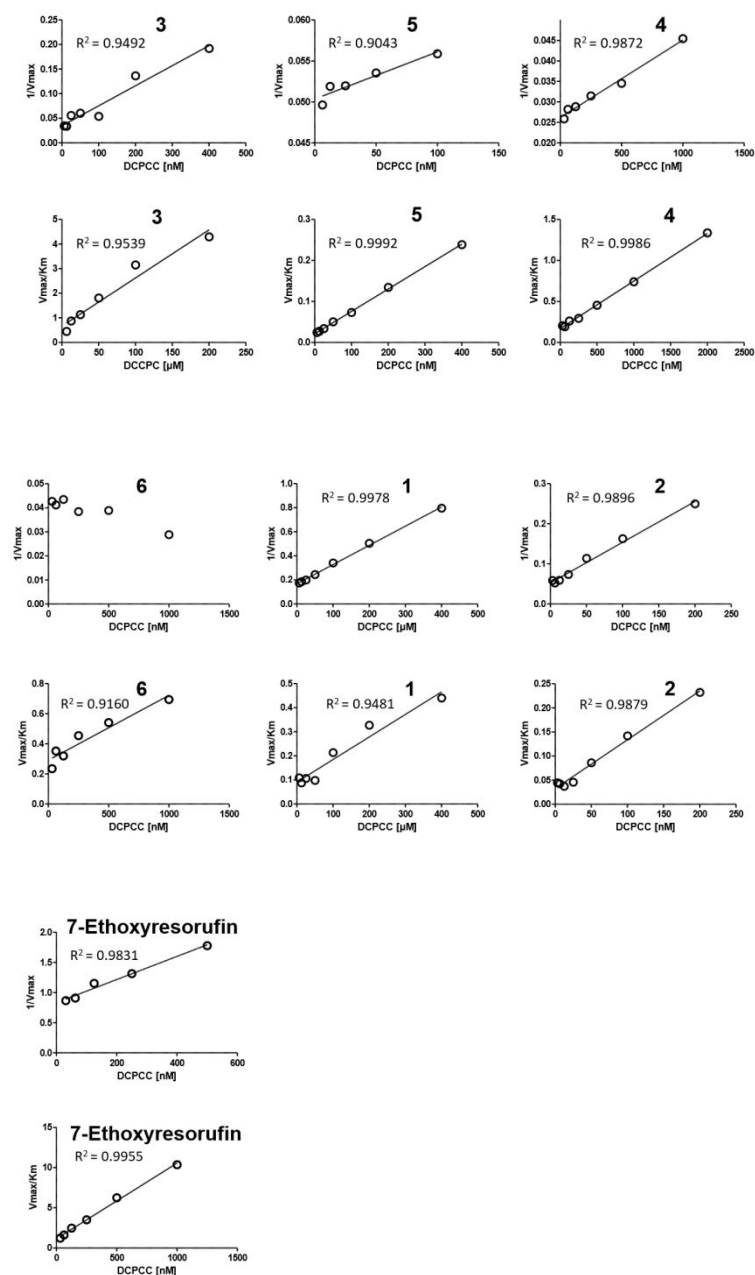 3
R² = 0.9492
1/Vmax
0.25
0.20
0.15
0.10
0.05
0.00
0 100 200 300 400 500
DCPCC [nM]
5
R² = 0.9043
1/Vmax
0.060
0.055
0.050
0.045
0 50 100 150
DCPCC [nM]
4
R² = 0.9872
1/Vmax
0.045
0.040
0.035
0.030
0.025
0.020
0 500 1000 1500
DCPCC [nM]
3
R² = 0.9539
Vmax/Km
5
4
3
2
1
0
0 50 100 150 200 250
DCCPC [µM]
5
R² = 0.9992
Vmax/Km
0.3
0.2
0.1
0.0
0 100 200 300 400 500
DCPCC [nM]
4
R² = 0.9986
Vmax/Km
1.5
1.0
0.5
0.0
0 500 1000 1500 2000 2500
DCPCC [nM]
6
1/Vmax
0.05
0.04
0.03
0.02
0.01
0.00
0 500 1000 1500
DCPCC [nM]
1
R² = 0.9978
1/Vmax
1.0
0.8
0.6
0.4
0.2
0.0
0 100 200 300 400 500
DCPCC [µM]
2
R² = 0.9896
1/Vmax
0.3
0.2
0.1
0.0
0 50 100 150 200 250
DCPCC [nM]
6
R² = 0.9160
Vmax/Km
0.8
0.6
0.4
0.2
0.0
0 500 1000 1500
DCPCC [nM]
1
R² = 0.9481
Vmax/Km
0.5
0.4
0.3
0.2
0.1
0.0
0 100 200 300 400 500
DCPCC [µM]
2
R² = 0.9879
Vmax/Km
0.25
0.20
0.15
0.10
0.05
0.00
0 50 100 150 200 250
DCPCC [nM]
7-Ethoxyresorufin
R² = 0.9831
1/Vmax
2.0
1.5
1.0
0.5
0.0
0 200 400 600
DCPCC [nM]
7-Ethoxyresorufin
R² = 0.9955
Vmax/Km
15
10
5
0
0 500 1000 1500
DCPCC [nM]